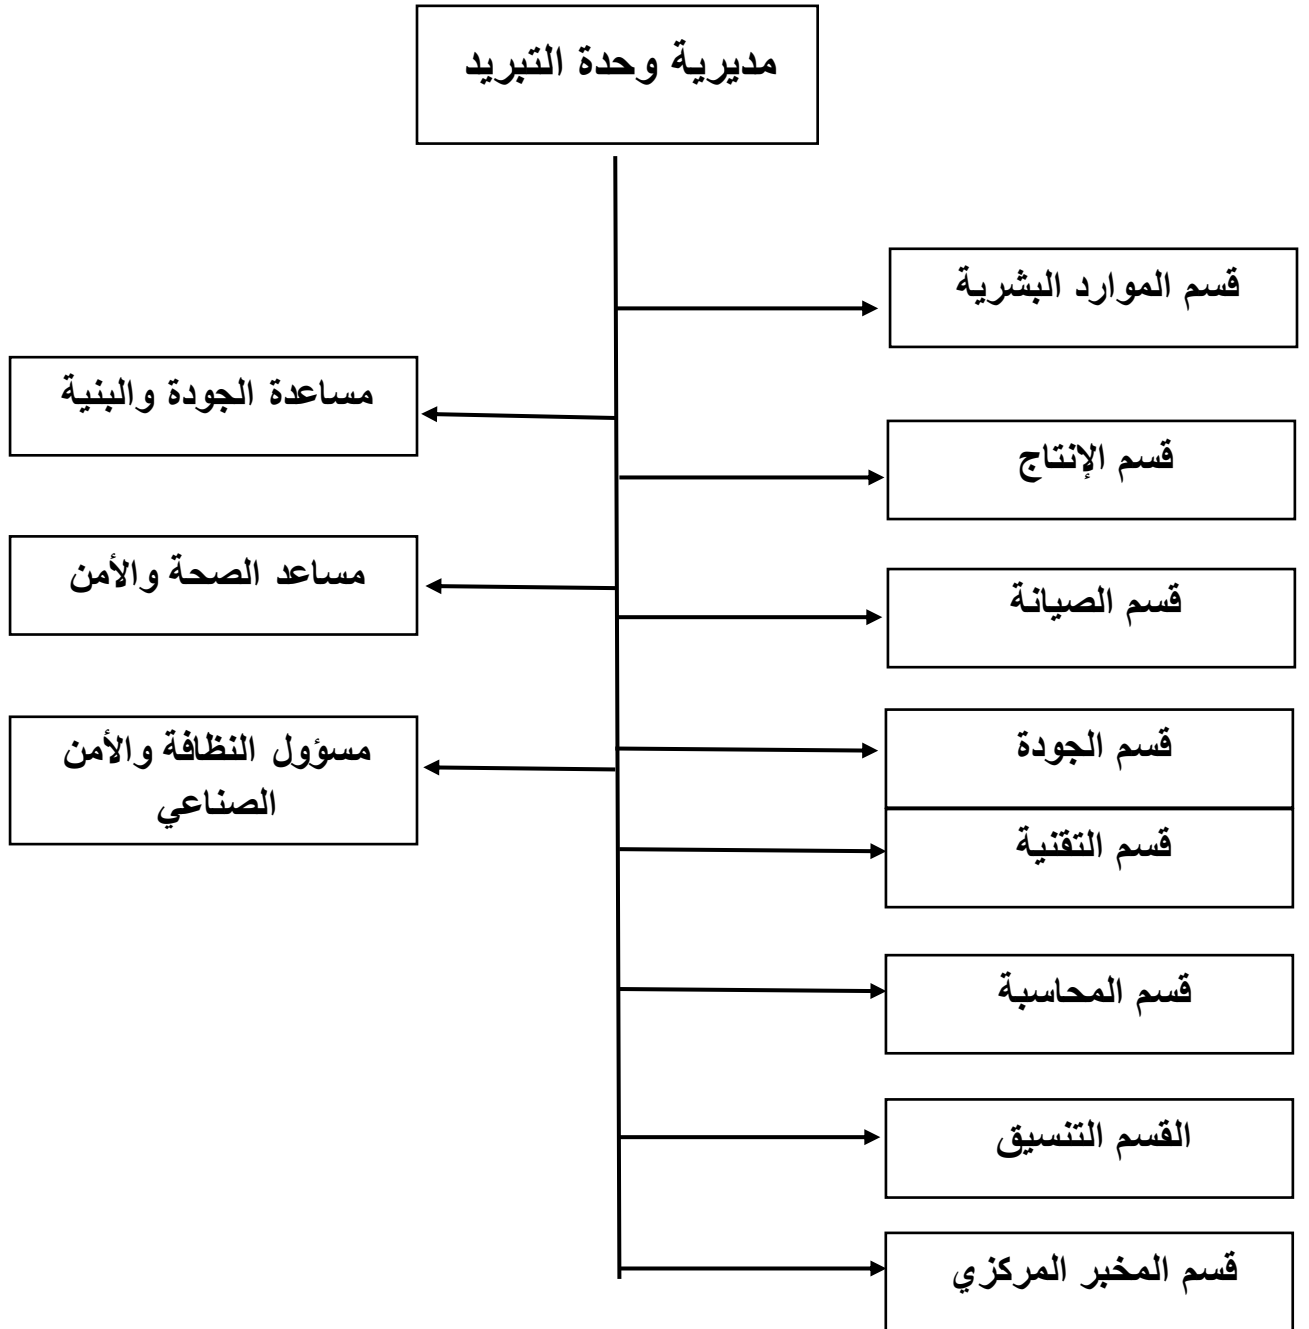 مديرية وحدة التبريد
قسم الموارد البشرية
مساعدة الجودة والبنية
قسم الإنتاج
مساعد الصحة والأمن
قسم الصيانة
قسم الجودة
مسؤول النظافة والأمن
الصناعي
قسم التقنية
قسم المحاسبة
القسم التنسيق
قسم المخبر المركزي